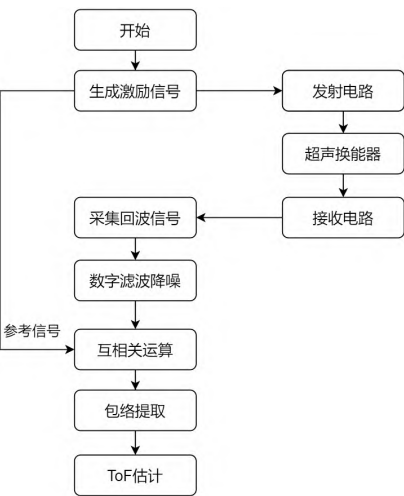 开始
生成激励信号
发射电路
超声换能器
采集回波信号
接收电路
数字滤波降噪
参考信号
互相关运算
包络提取
ToF估计